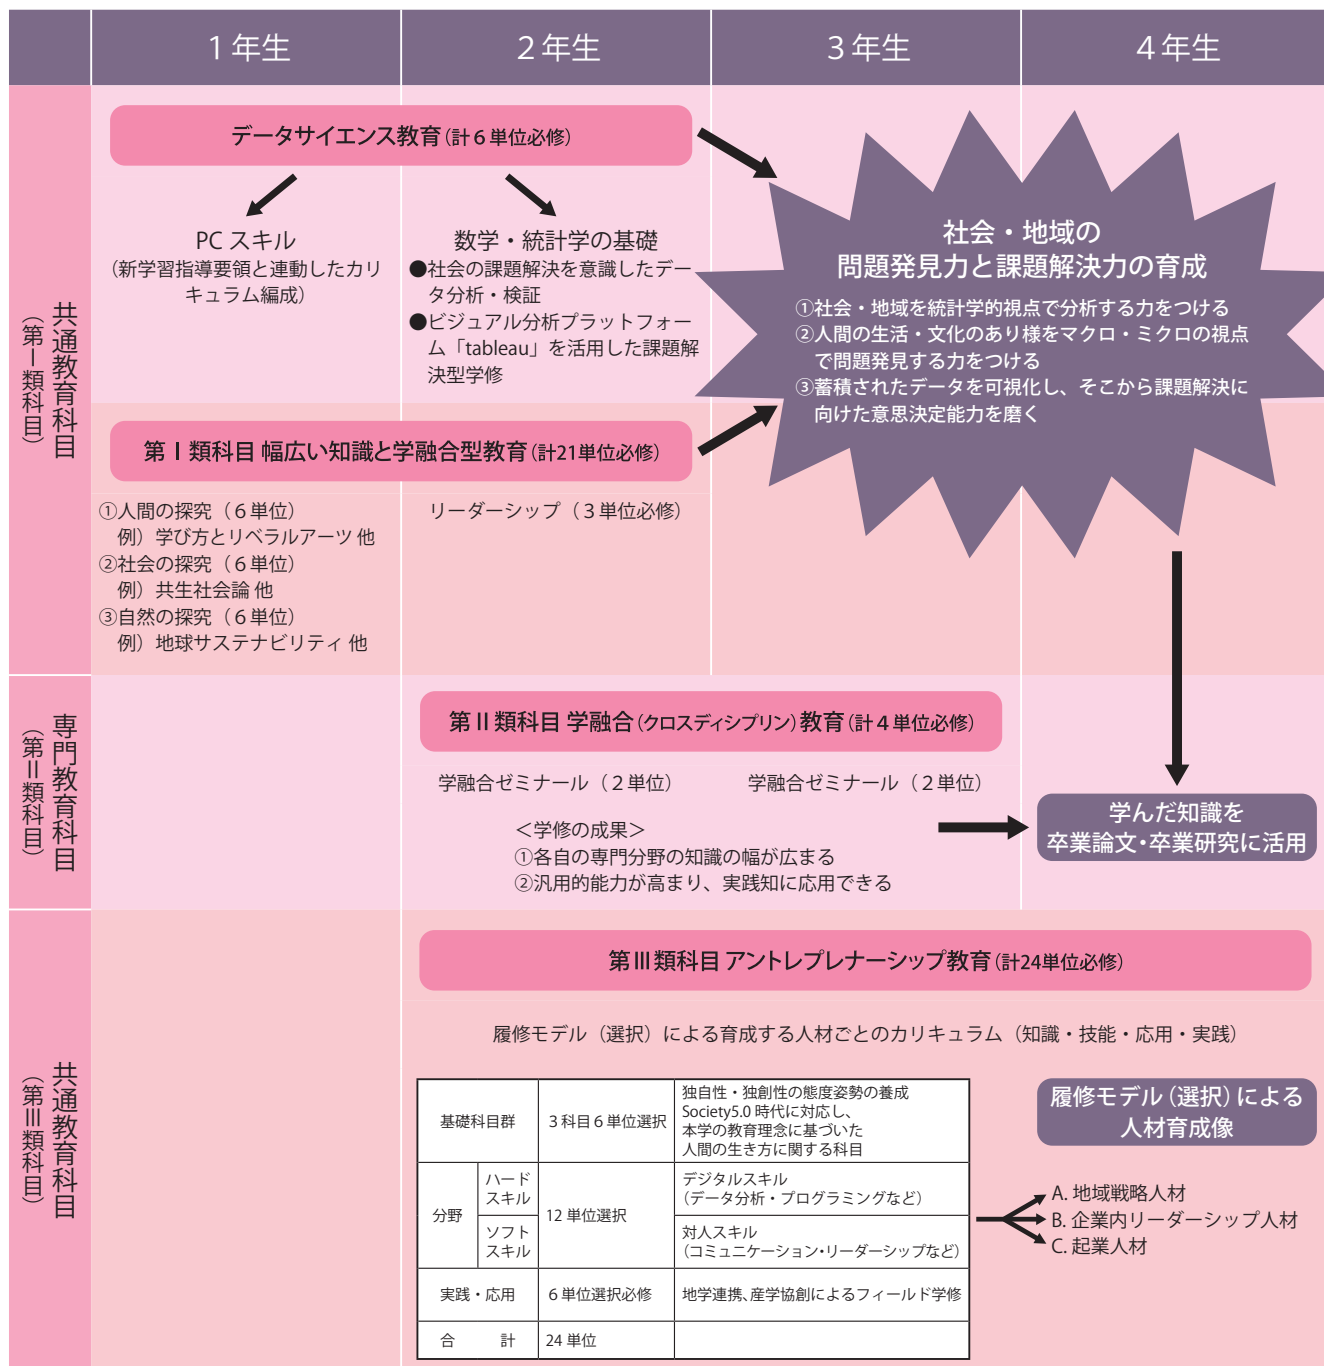 1年生
2年生
3年生
4年生
共通教育科目
（第Ⅰ類科目）
データサイエンス教育（計6単位必修）
PCスキル
（新学習指導要領と連動したカリ
キュラム編成）
数学・統計学の基礎
●社会の課題解決を意識したデー
タ分析・検証
●ビジュアル分析プラットフォー
ム「tableau」を活用した課題解
決型学修
社会・地域の
問題発見力と課題解決力の育成
①社会・地域を統計学的視点で分析する力をつける
②人間の生活・文化のあり様をマクロ・ミクロの視点
で問題発見する力をつける
③蓄積されたデータを可視化し、そこから課題解決に
向けた意思決定能力を磨く
第Ⅰ類科目 幅広い知識と学融合型教育（計21単位必修）
①人間の探究（6単位）
例）学び方とリベラルアーツ 他
②社会の探究（6単位）
例）共生社会論 他
③自然の探究（6単位）
例）地球サステナビリティ 他
リーダーシップ（3単位必修）
専門教育科目
（第Ⅱ類科目）
第Ⅱ類科目 学融合（クロスディシプリン）教育（計4単位必修）
学融合ゼミナール（2単位）
学融合ゼミナール（2単位）
＜学修の成果＞
①各自の専門分野の知識の幅が広まる
②汎用的能力が高まり、実践知に応用できる
学んだ知識を
卒業論文・卒業研究に活用
共通教育科目
（第Ⅲ類科目）
第Ⅲ類科目 アントレプレナーシップ教育（計24単位必修）
履修モデル（選択）による育成する人材ごとのカリキュラム（知識・技能・応用・実践）
基礎科目群
3科目6単位選択
独自性・独創性の態度姿勢の養成
Society5.0時代に対応し、
本学の教育理念に基づいた
人間の生き方に関する科目
分野
ハード
スキル
12単位選択
デジタルスキル
（データ分析・プログラミングなど）
ソフト
スキル
対人スキル
（コミュニケーション・リーダーシップなど）
実践・応用
6単位選択必修
地学連携、産学協創によるフィールド学修
合　計
24単位
履修モデル（選択）による
人材育成像
A. 地域戦略人材
B. 企業内リーダーシップ人材
C. 起業人材